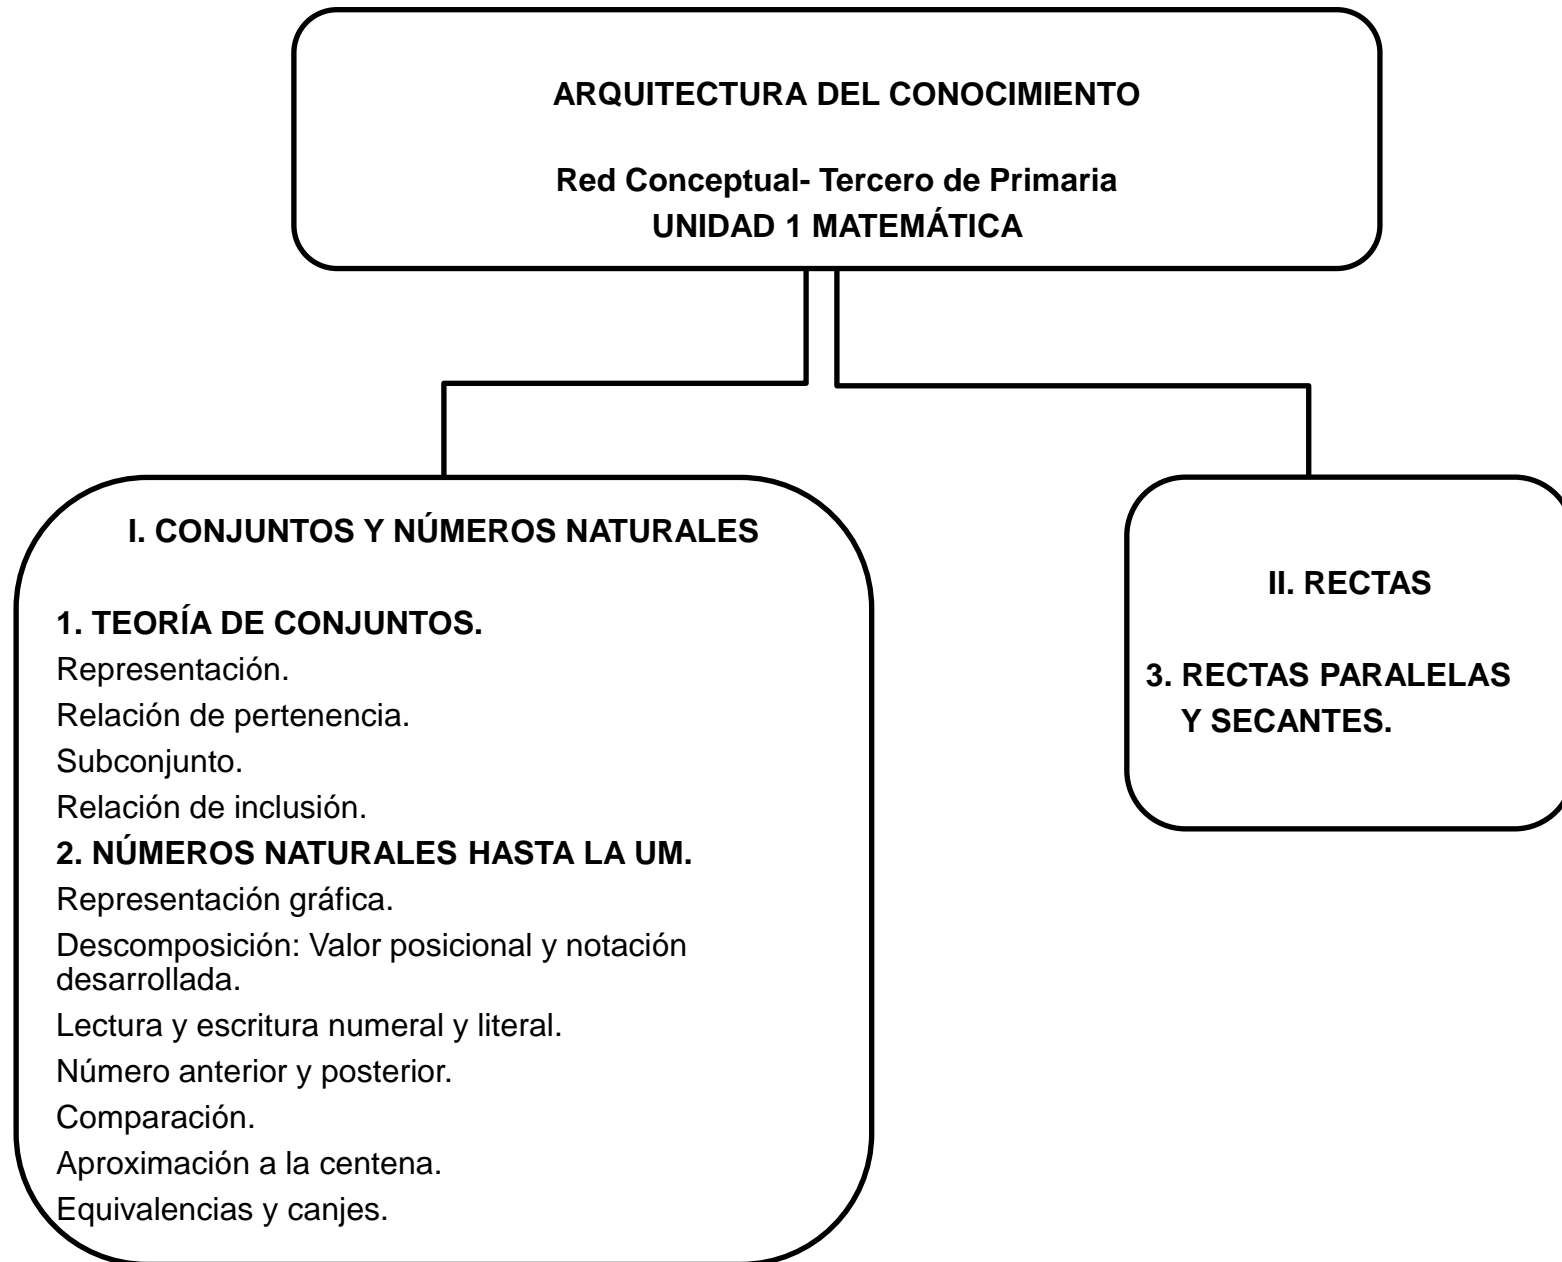 ARQUITECTURA DEL CONOCIMIENTO
Red Conceptual- Tercero de Primaria
UNIDAD 1 MATEMÁTICA
I. CONJUNTOS Y NÚMEROS NATURALES
1. TEORÍA DE CONJUNTOS.
Representación.
Relación de pertenencia.
Subconjunto.
Relación de inclusión.
2. NÚMEROS NATURALES HASTA LA UM.
Representación gráfica.
Descomposición: Valor posicional y notación
desarrollada.
Lectura y escritura numeral y literal.
Número anterior y posterior.
Comparación.
Aproximación a la centena.
Equivalencias y canjes.
II. RECTAS
3. RECTAS PARALELAS
Y SECANTES.